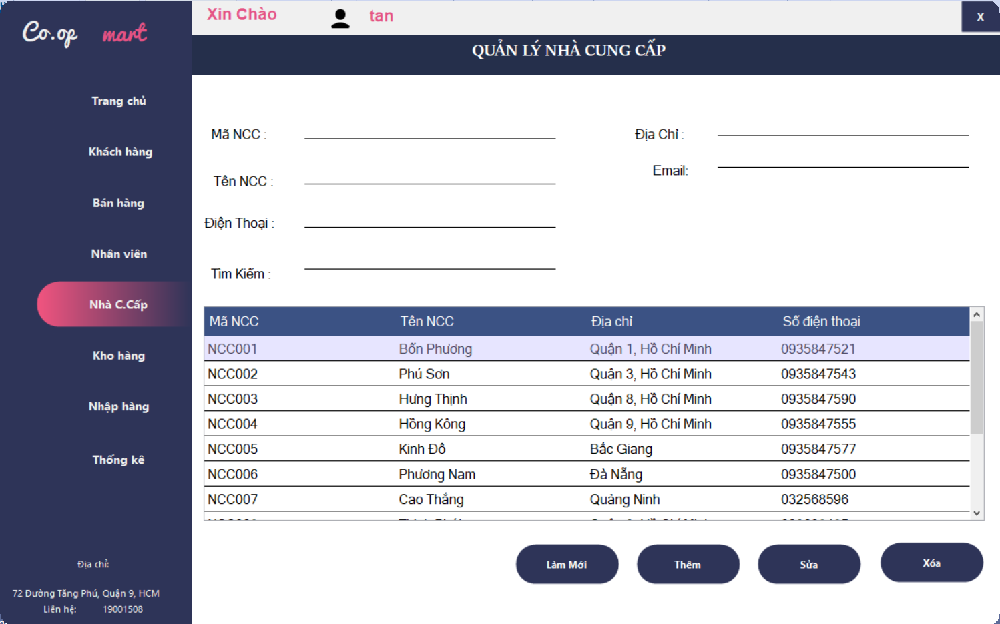 Co.op mart
Xin Chào tan
X
QUẢN LÝ NHÀ CUNG CẤP
Trang chủ
Khách hàng
Bán hàng
Nhân viên
Nhà C.Cấp
Kho hàng
Nhập hàng
Thống kê
Địa chỉ:
72 Đường Tăng Phú, Quận 9, HCM
Liên hệ: 19001508
Mã NCC :
Địa Chỉ :
Tên NCC :
Email:
Điện Thoại :
Tìm Kiếm :
Mã NCC Tên NCC Địa chỉ Số điện thoại
NCC001 Bốn Phương Quận 1, Hồ Chí Minh 0935847521
NCC002 Phú Sơn Quận 3, Hồ Chí Minh 0935847543
NCC003 Hưng Thịnh Quận 8, Hồ Chí Minh 0935847590
NCC004 Hồng Kông Quận 9, Hồ Chí Minh 0935847555
NCC005 Kinh Đô Bắc Giang 0935847577
NCC006 Phương Nam Đà Nẵng 0935847500
NCC007 Cao Thắng Quảng Ninh 032568596
Làm Mới Thêm Sửa Xóa